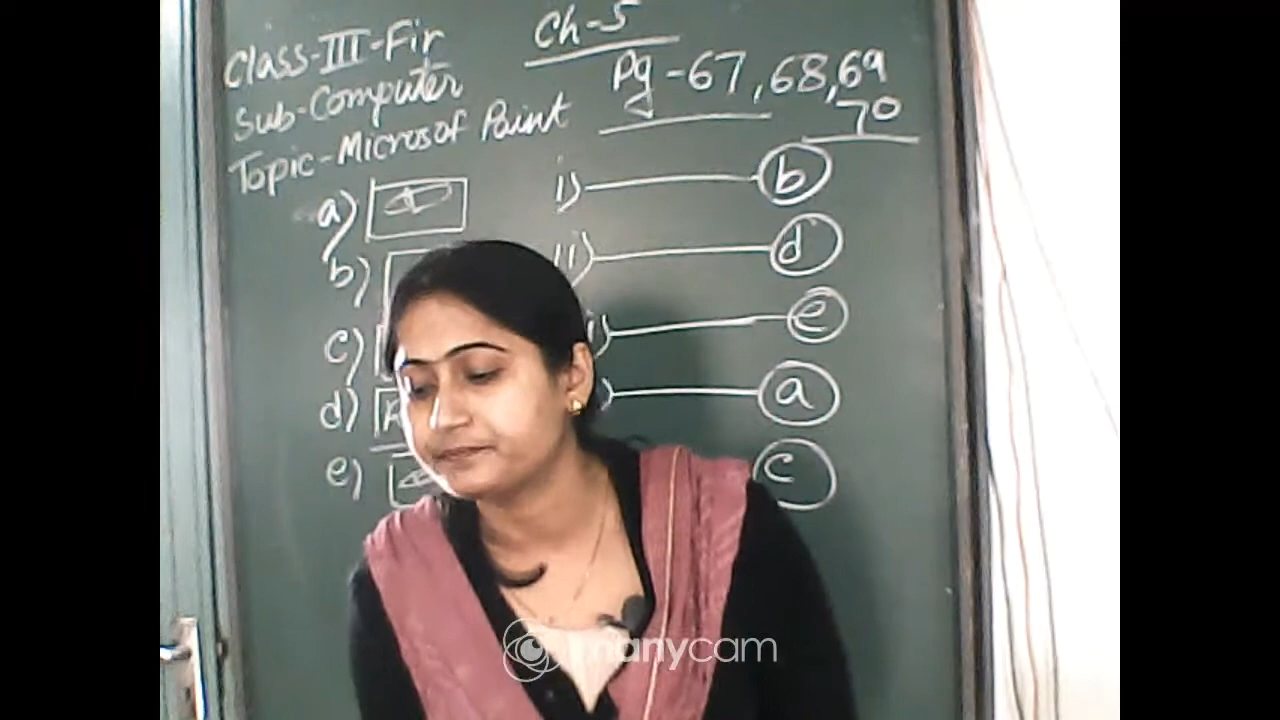 Class-III-Fir
Ch-5
Sub-Computer
Pg-67,68,69
70
Topic-Microsof Paint
a)
i) b
b)
ii) d
c)
e
d) A
a
e)
c
manycam